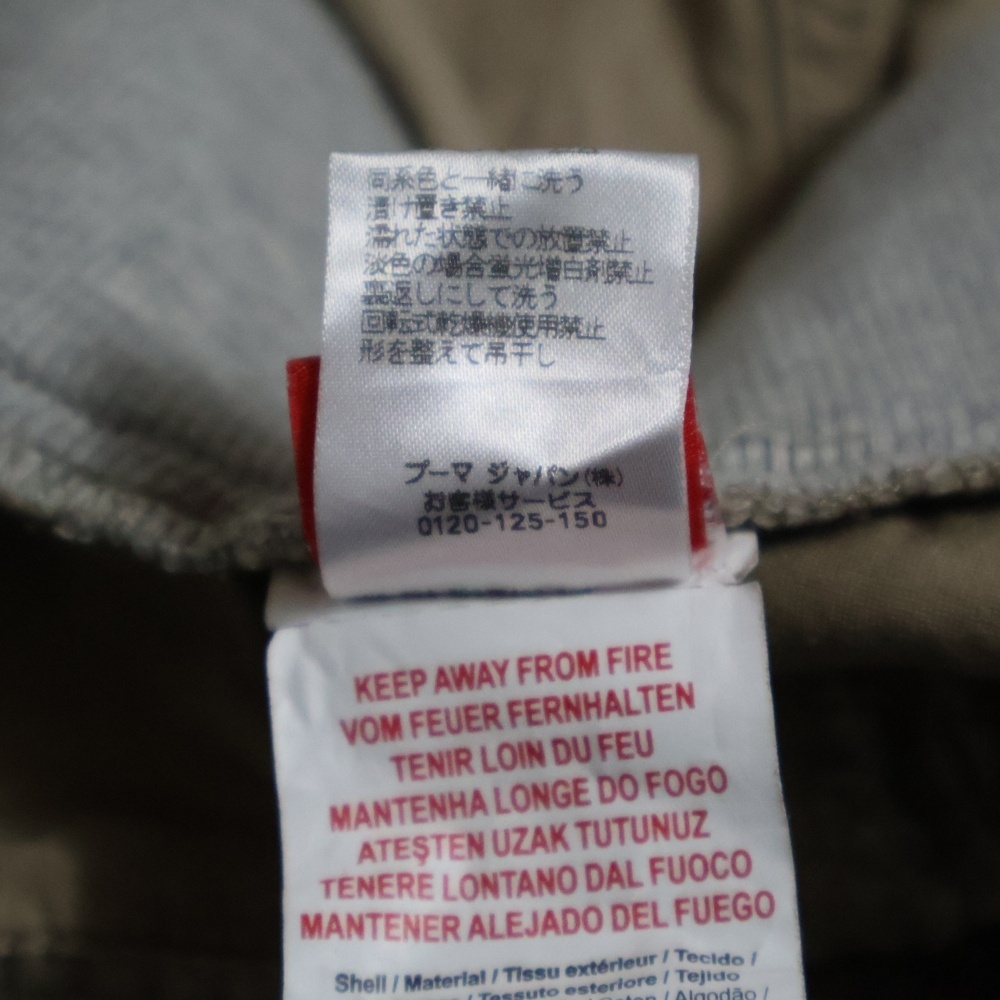 同系色と一緒に洗う
漬け置き禁止
濡れた状態での放置禁止
淡色の場合蛍光増白剤禁止
裏返しにして洗う
回転式乾燥機使用禁止
形を整えて吊干し
プーマ ジャパン(株)
お客様サービス
0120-125-150
KEEP AWAY FROM FIRE
VOM FEUER FERNHALTEN
TENIR LOIN DU FEU
MANTENHA LONGE DO FOGO
ATEŞTEN UZAK TUTUNUZ
TENERE LONTANO DAL FUOCO
MANTENER ALEJADO DEL FUEGO
Shell / Material / Tissu extérieur / Tecido /
/ Tessuto esteriore / Tejido
/ Algodão /